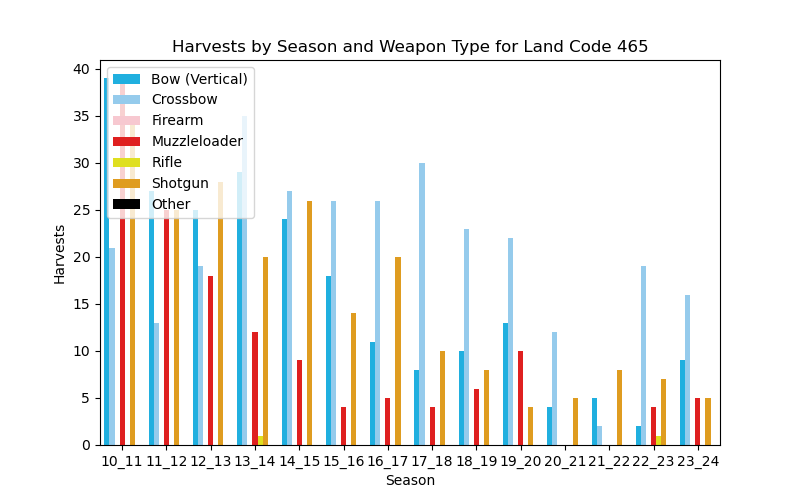 Harvests by Season and Weapon Type for Land Code 465
Harvests
40
35
30
25
20
15
10
5
0
Bow (Vertical)
Crossbow
Firearm
Muzzleloader
Rifle
Shotgun
Other
10_11 11_12 12_13 13_14 14_15 15_16 16_17 17_18 18_19 19_20 20_21 21_22 22_23 23_24
Season